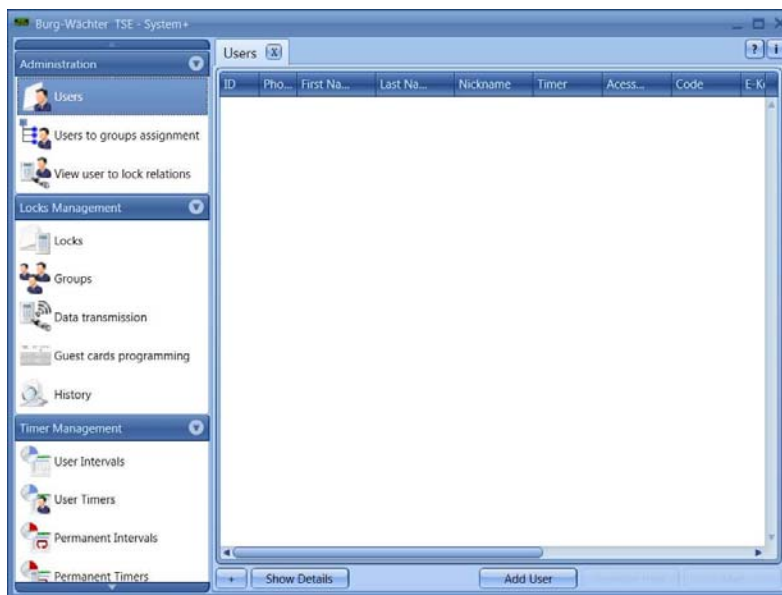 Burg-Wächter TSE - System+
Administration
Users
Users to groups assignment
View user to lock relations
Locks Management
Locks
Groups
Data transmission
Guest cards programming
History
Timer Management
User Intervals
User Timers
Permanent Intervals
Permanent Timers
Users x
? i
ID Pho... First Na... Last Na... Nickname Timer Acess... Code E-K
+ Show Details Add User